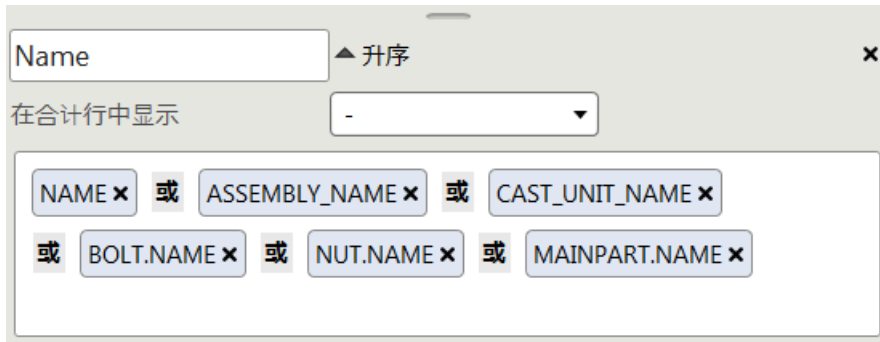 Name 升序
在合计行中显示 -
NAME 或 ASSEMBLY_NAME 或 CAST_UNIT_NAME
或 BOLT.NAME 或 NUT.NAME 或 MAINPART.NAME